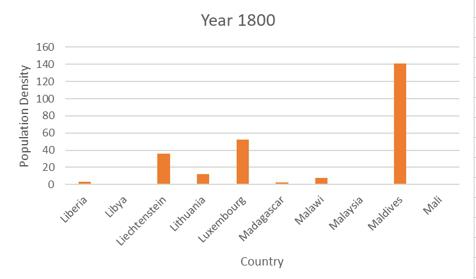 Year 1800
Population Density
160
140
120
100
80
60
40
20
0
Liberia
Libya
Liechtenstein
Lithuania
Luxembourg
Madagascar
Malawi
Malaysia
Maldives
Mali
Country